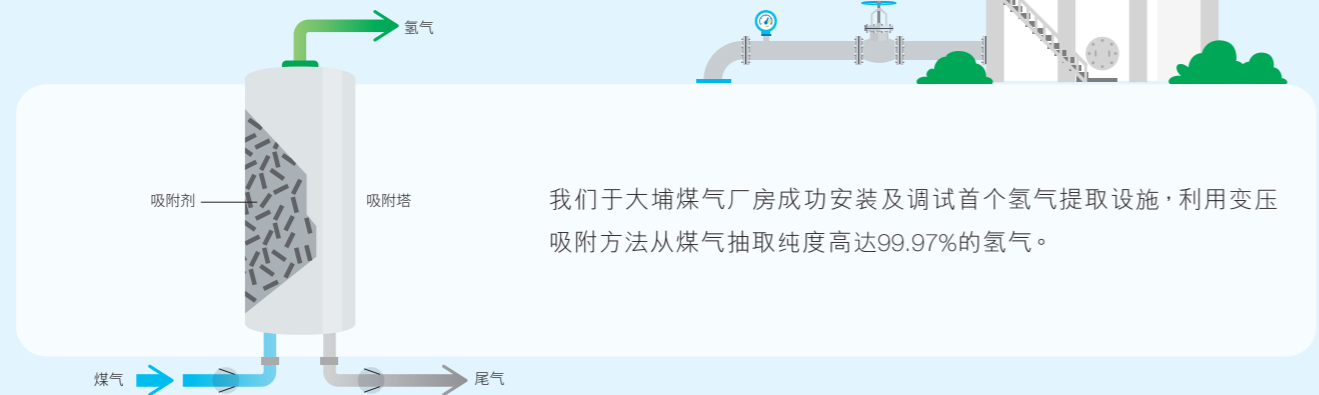 氢气
吸附剂
吸附塔
我们于大埔煤气厂房成功安装及调试首个氢气提取设施，利用变压
吸附方法从煤气抽取纯度高达99.97%的氢气。
煤气
尾气